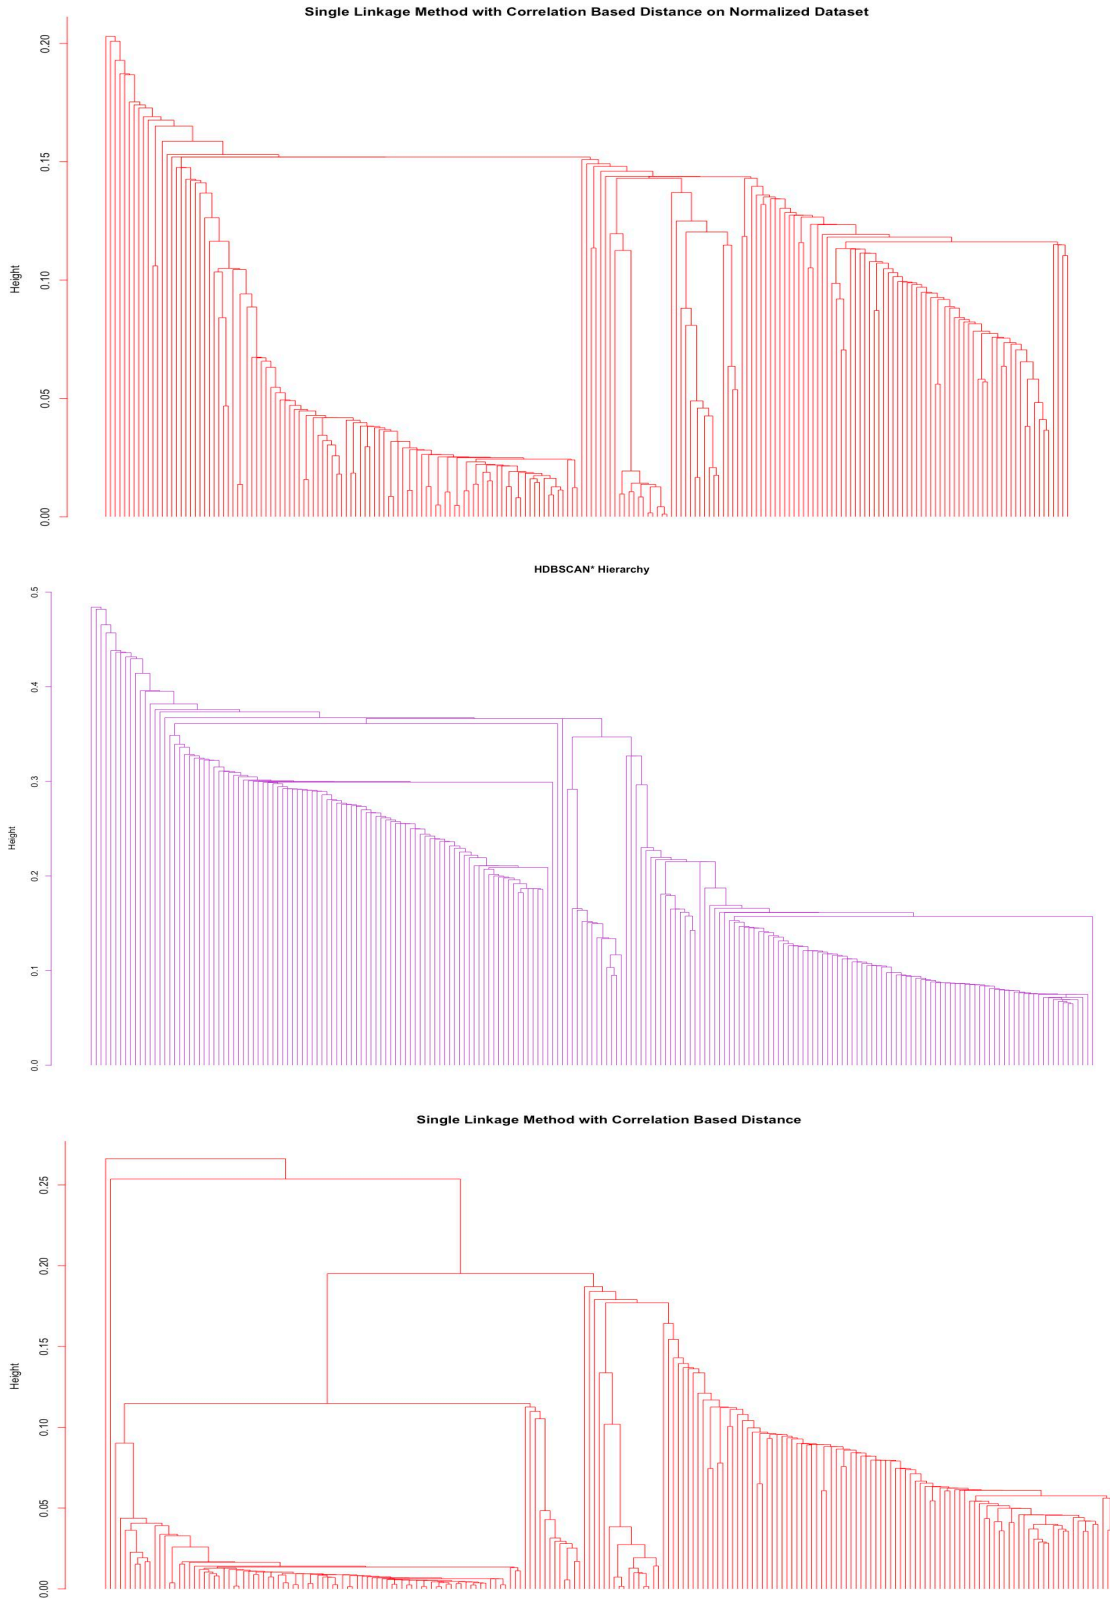 Single Linkage Method with Correlation Based Distance on Normalized Dataset
0.20
0.15
0.10
0.05
0.00
Height
HDBSCAN* Hierarchy
0.5
0.4
0.3
0.2
0.1
0.0
Height
Single Linkage Method with Correlation Based Distance
0.25
0.20
0.15
0.10
0.05
0.00
Height